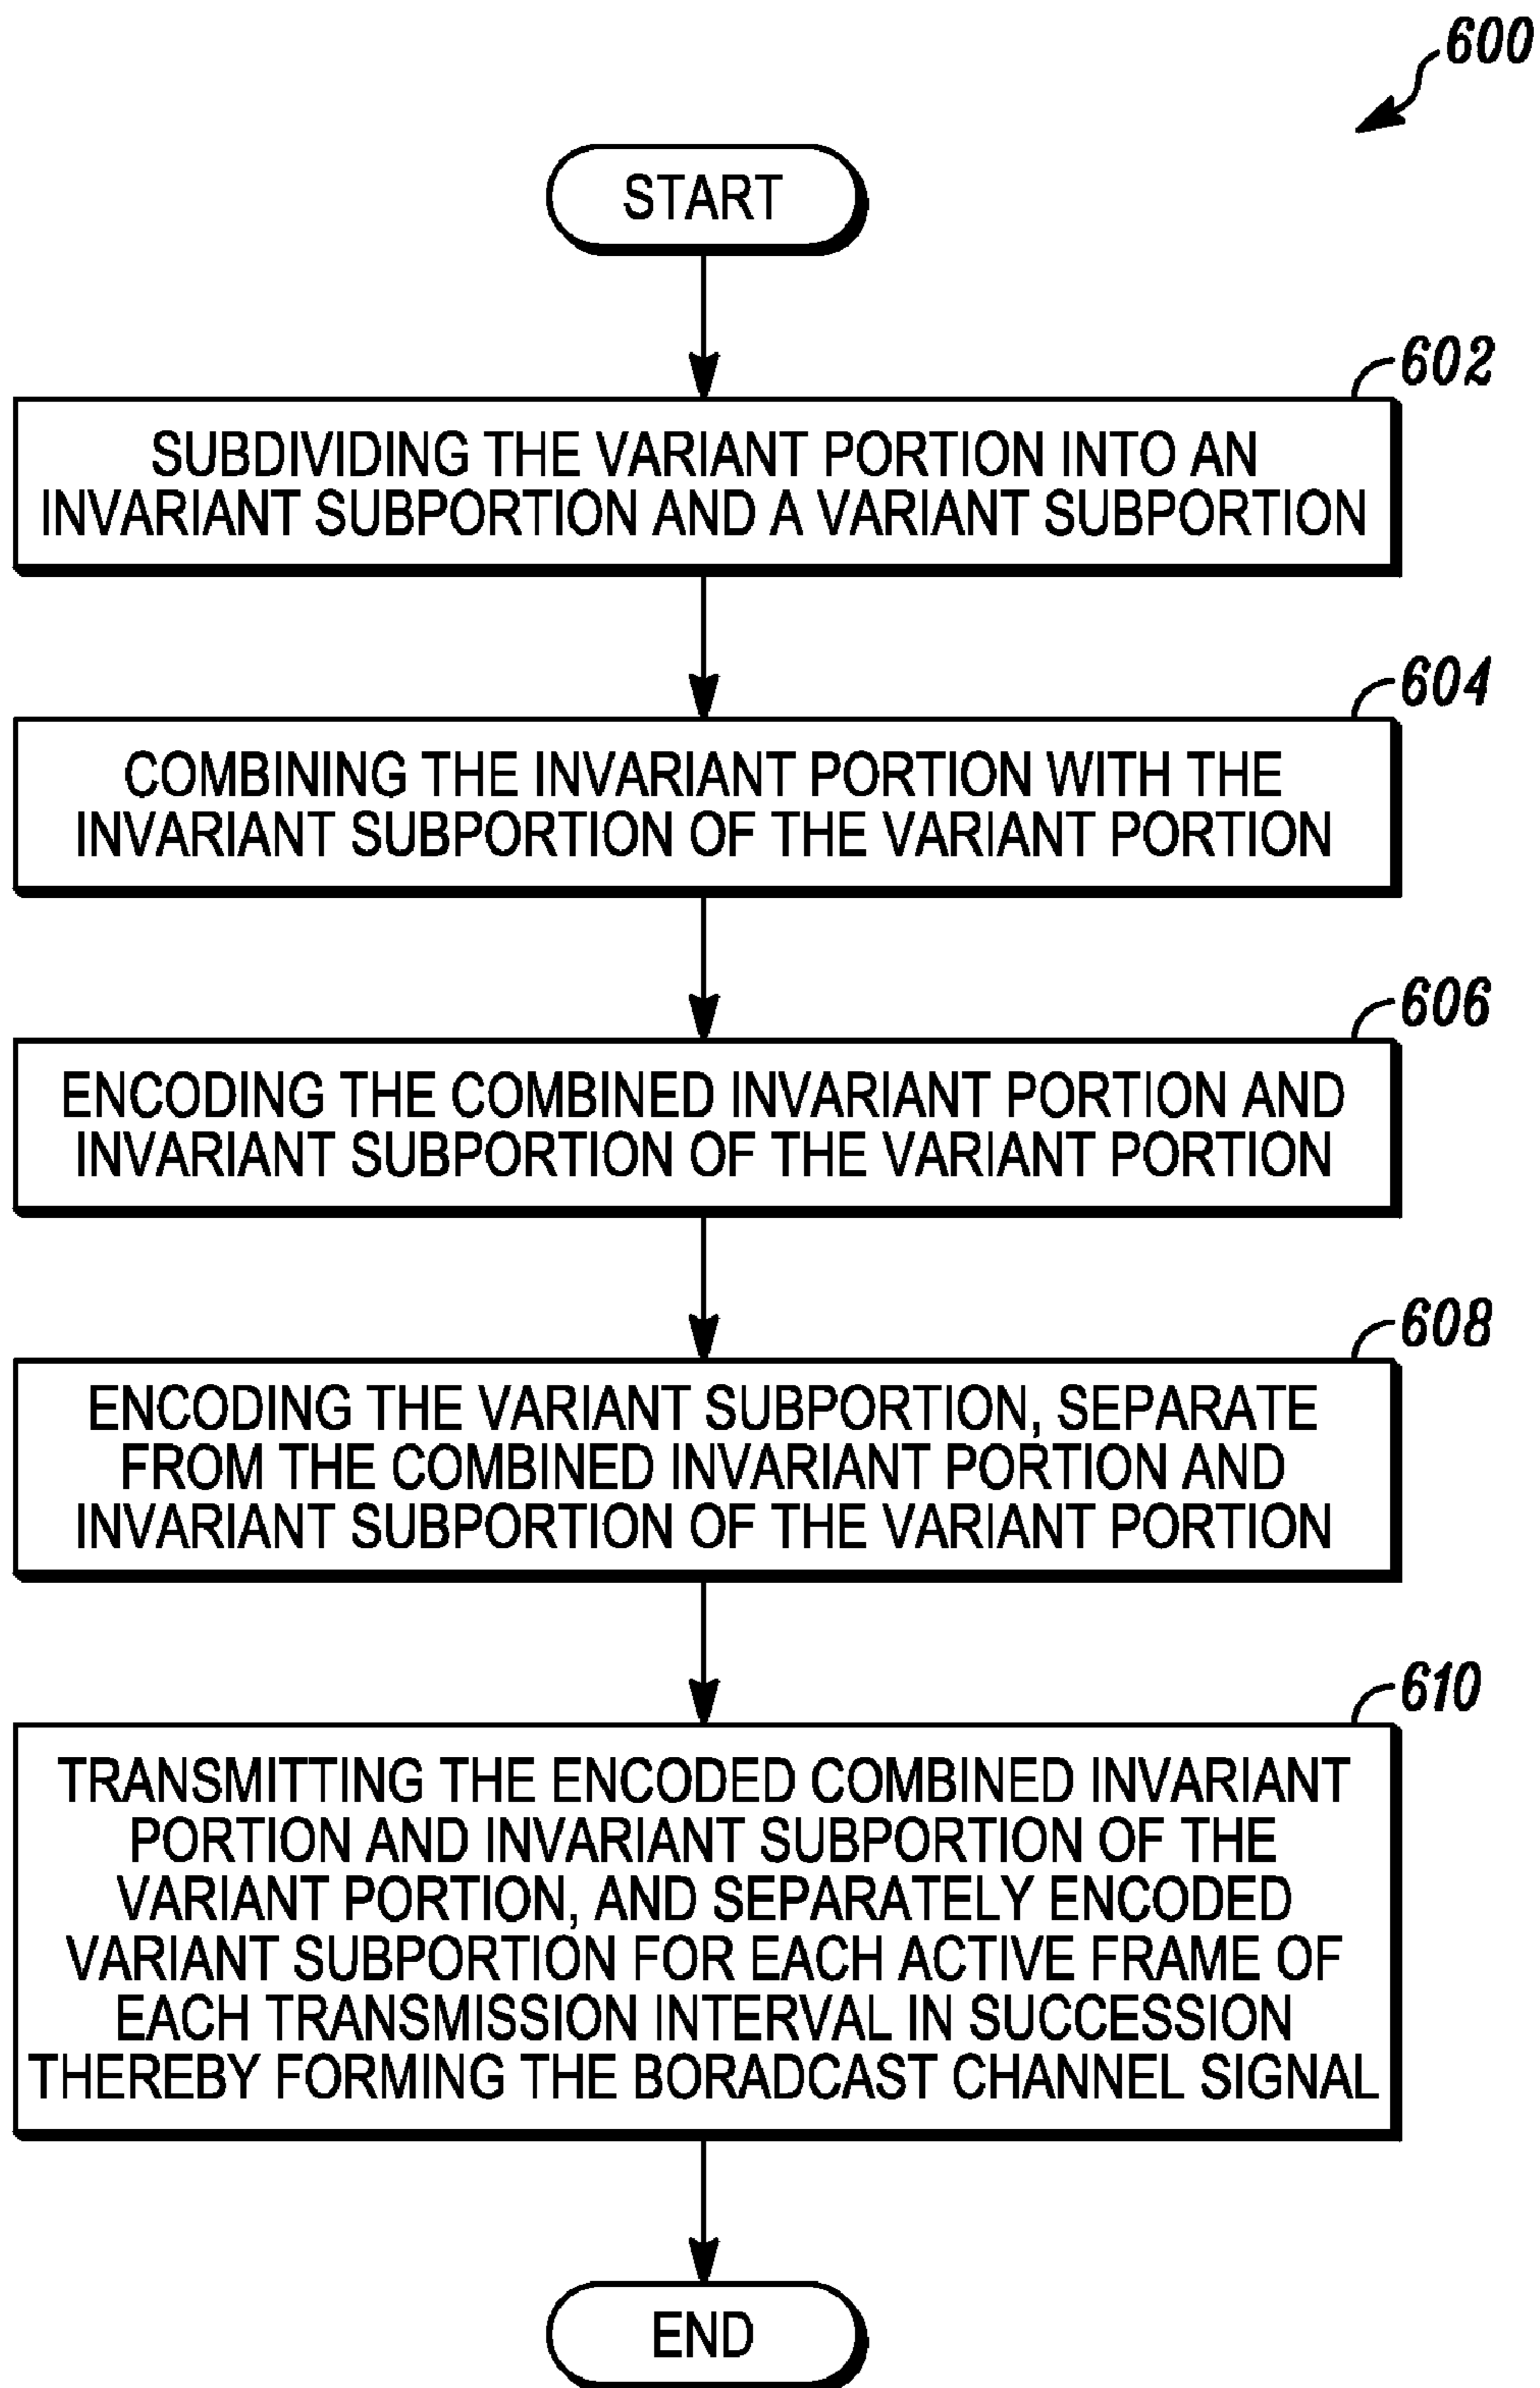 600
START
602
SUBDIVIDING THE VARIANT PORTION INTO AN
INVARIANT SUBPORTION AND A VARIANT SUBPORTION
604
COMBINING THE INVARIANT PORTION WITH THE
INVARIANT SUBPORTION OF THE VARIANT PORTION
606
ENCODING THE COMBINED INVARIANT PORTION AND
INVARIANT SUBPORTION OF THE VARIANT PORTION
608
ENCODING THE VARIANT SUBPORTION, SEPARATE
FROM THE COMBINED INVARIANT PORTION AND
INVARIANT SUBPORTION OF THE VARIANT PORTION
610
TRANSMITTING THE ENCODED COMBINED INVARIANT
PORTION AND INVARIANT SUBPORTION OF THE
VARIANT PORTION, AND SEPARATELY ENCODED
VARIANT SUBPORTION FOR EACH ACTIVE FRAME OF
EACH TRANSMISSION INTERVAL IN SUCCESSION
THEREBY FORMING THE BORADCAST CHANNEL SIGNAL
END